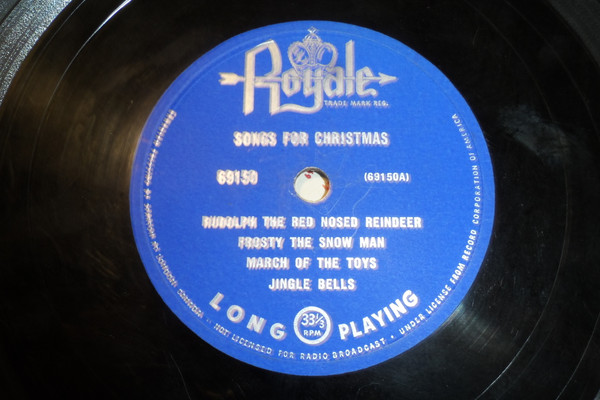 Royale
TRADE MARK REG.
SONGS FOR CHRISTMAS
69150 (69150A)
RUDOLPH THE RED NOSED REINDEER
FROSTY THE SNOW MAN
MARCH OF THE TOYS
JINGLE BELLS
LONG 33 1/3 RPM PLAYING
NOT LICENSED FOR RADIO BROADCAST • UNDER LICENSE FROM RECORD CORPORATION OF AMERICA